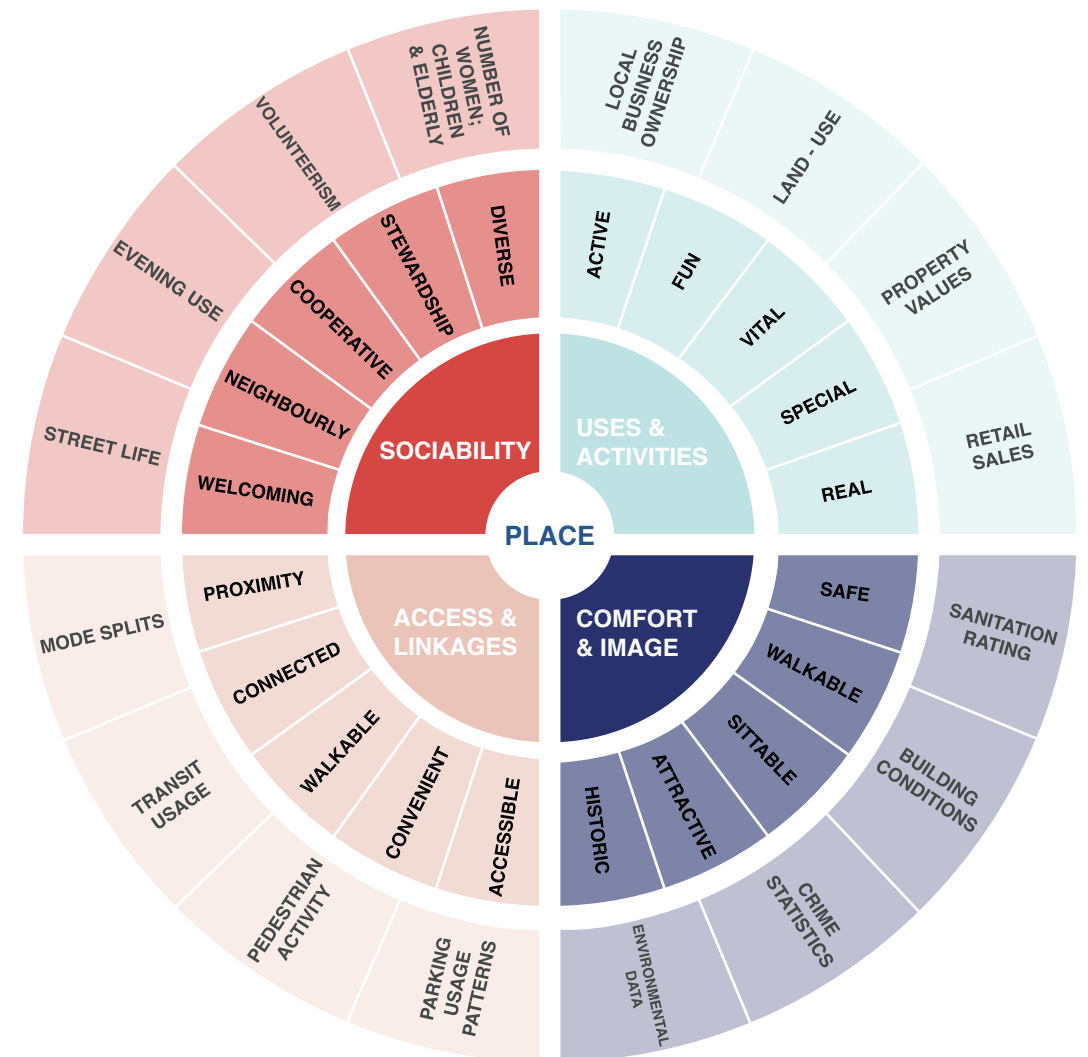 PLACE
SOCIABILITY
DIVERSE
STEWARDSHIP
COOPERATIVE
NEIGHBOURLY
WELCOMING
NUMBER OF
WOMEN;
CHILDREN
& ELDERLY
VOLUNTEERISM
EVENING USE
STREET LIFE
USES &
ACTIVITIES
ACTIVE
FUN
VITAL
SPECIAL
REAL
LOCAL
BUSINESS
OWNERSHIP
LAND - USE
PROPERTY
VALUES
RETAIL
SALES
ACCESS &
LINKAGES
PROXIMITY
CONNECTED
WALKABLE
CONVENIENT
ACCESSIBLE
MODE SPLITS
TRANSIT
USAGE
PEDESTRIAN
ACTIVITY
PARKING
USAGE
PATTERNS
COMFORT
& IMAGE
SAFE
WALKABLE
SITTABLE
ATTRACTIVE
HISTORIC
SANITATION
RATING
BUILDING
CONDITIONS
CRIME
STATISTICS
ENVIRONMENTAL
DATA